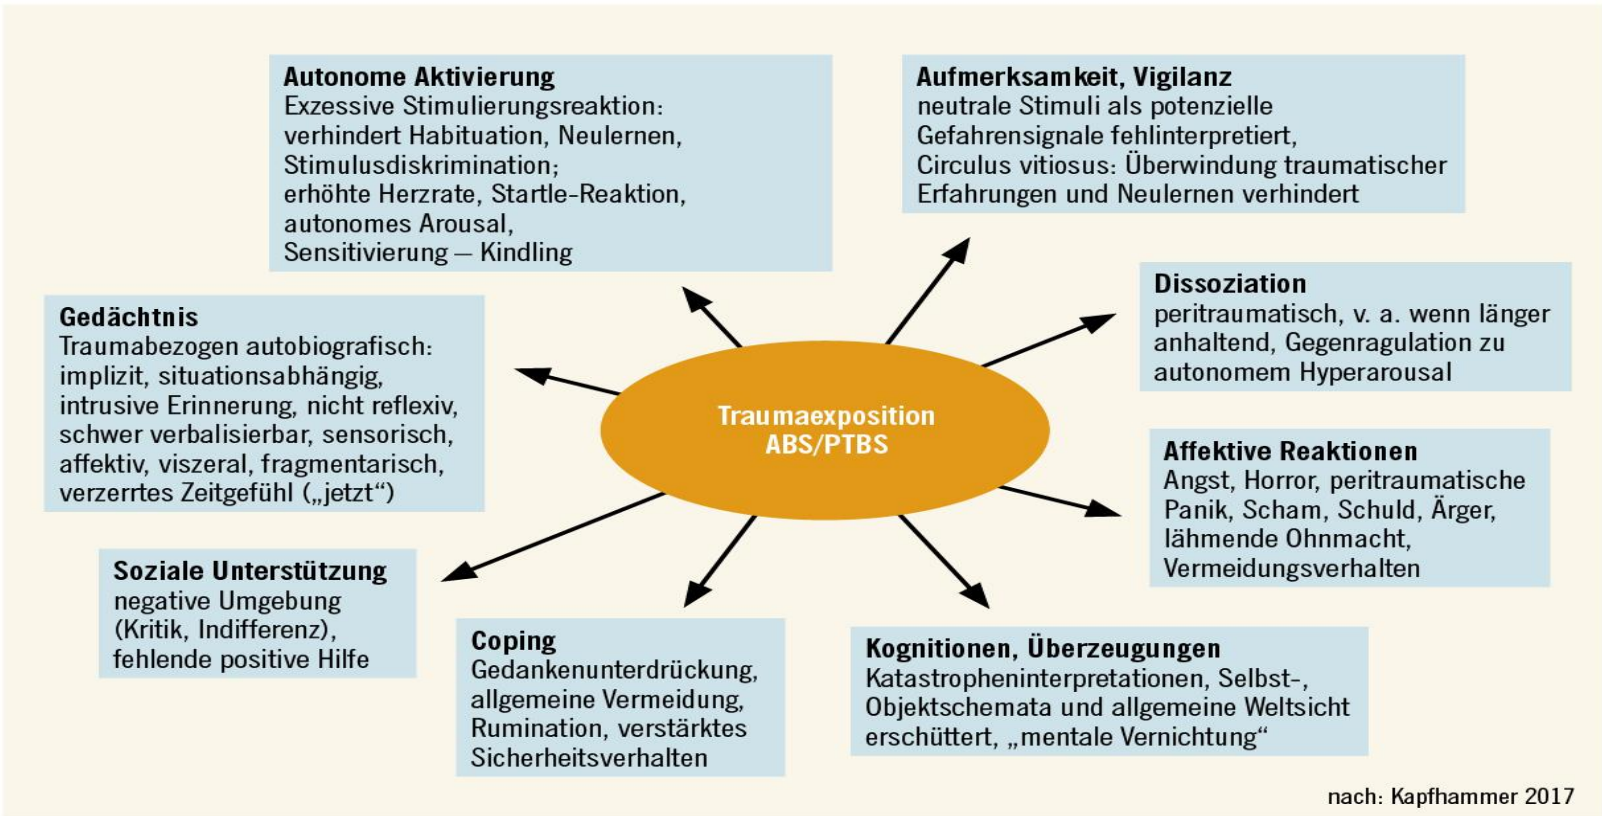 Autonome Aktivierung
Exzessive Stimulierungsreaktion:
verhindert Habituation, Neulernen,
Stimulusdiskrimination;
erhöhte Herzrate, Startle-Reaktion,
autonomes Arousal,
Sensitivierung – Kindling
Aufmerksamkeit, Vigilanz
neutrale Stimuli als potenzielle
Gefahrensignale fehlinterpretiert,
Circulus vitiosus: Überwindung traumatischer
Erfahrungen und Neulernen verhindert
Gedächtnis
Traumabezogen autobiografisch:
implizit, situationsabhängig,
intrusive Erinnerung, nicht reflexiv,
schwer verbalisierbar, sensorisch,
affektiv, viszeral, fragmentarisch,
verzerrtes Zeitgefühl („jetzt“)
Dissoziation
peritraumatisch, v. a. wenn länger
anhaltend, Gegenragulation zu
autonomem Hyperarousal
Traumaexposition
ABS/PTBS
Affektive Reaktionen
Angst, Horror, peritraumatische
Panik, Scham, Schuld, Ärger,
lähmende Ohnmacht,
Vermeidungsverhalten
Soziale Unterstützung
negative Umgebung
(Kritik, Indifferenz),
fehlende positive Hilfe
Coping
Gedankenunterdrückung,
allgemeine Vermeidung,
Rumination, verstärktes
Sicherheitsverhalten
Kognitionen, Überzeugungen
Katastropheninterpretationen, Selbst-,
Objektschemata und allgemeine Weltsicht
erschüttert, „mentale Vernichtung“
nach: Kapfhammer 2017